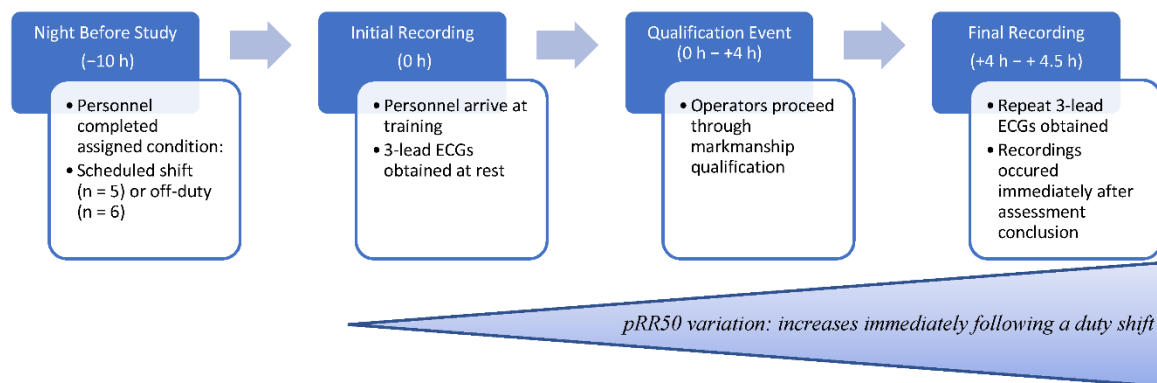 Night Before Study
(−10 h)
• Personnel
completed
assigned condition:
• Scheduled shift
(n = 5) or off-duty
(n = 6)
Initial Recording
(0 h)
• Personnel arrive at
training
• 3-lead ECGs
obtained at rest
Qualification Event
(0 h – +4 h)
• Operators proceed
through
markmanship
qualification
Final Recording
(+4 h – + 4.5 h)
• Repeat 3-lead
ECGs obtained
• Recordings
occured
immediately after
assessment
conclusion
pRR50 variation: increases immediately following a duty shift